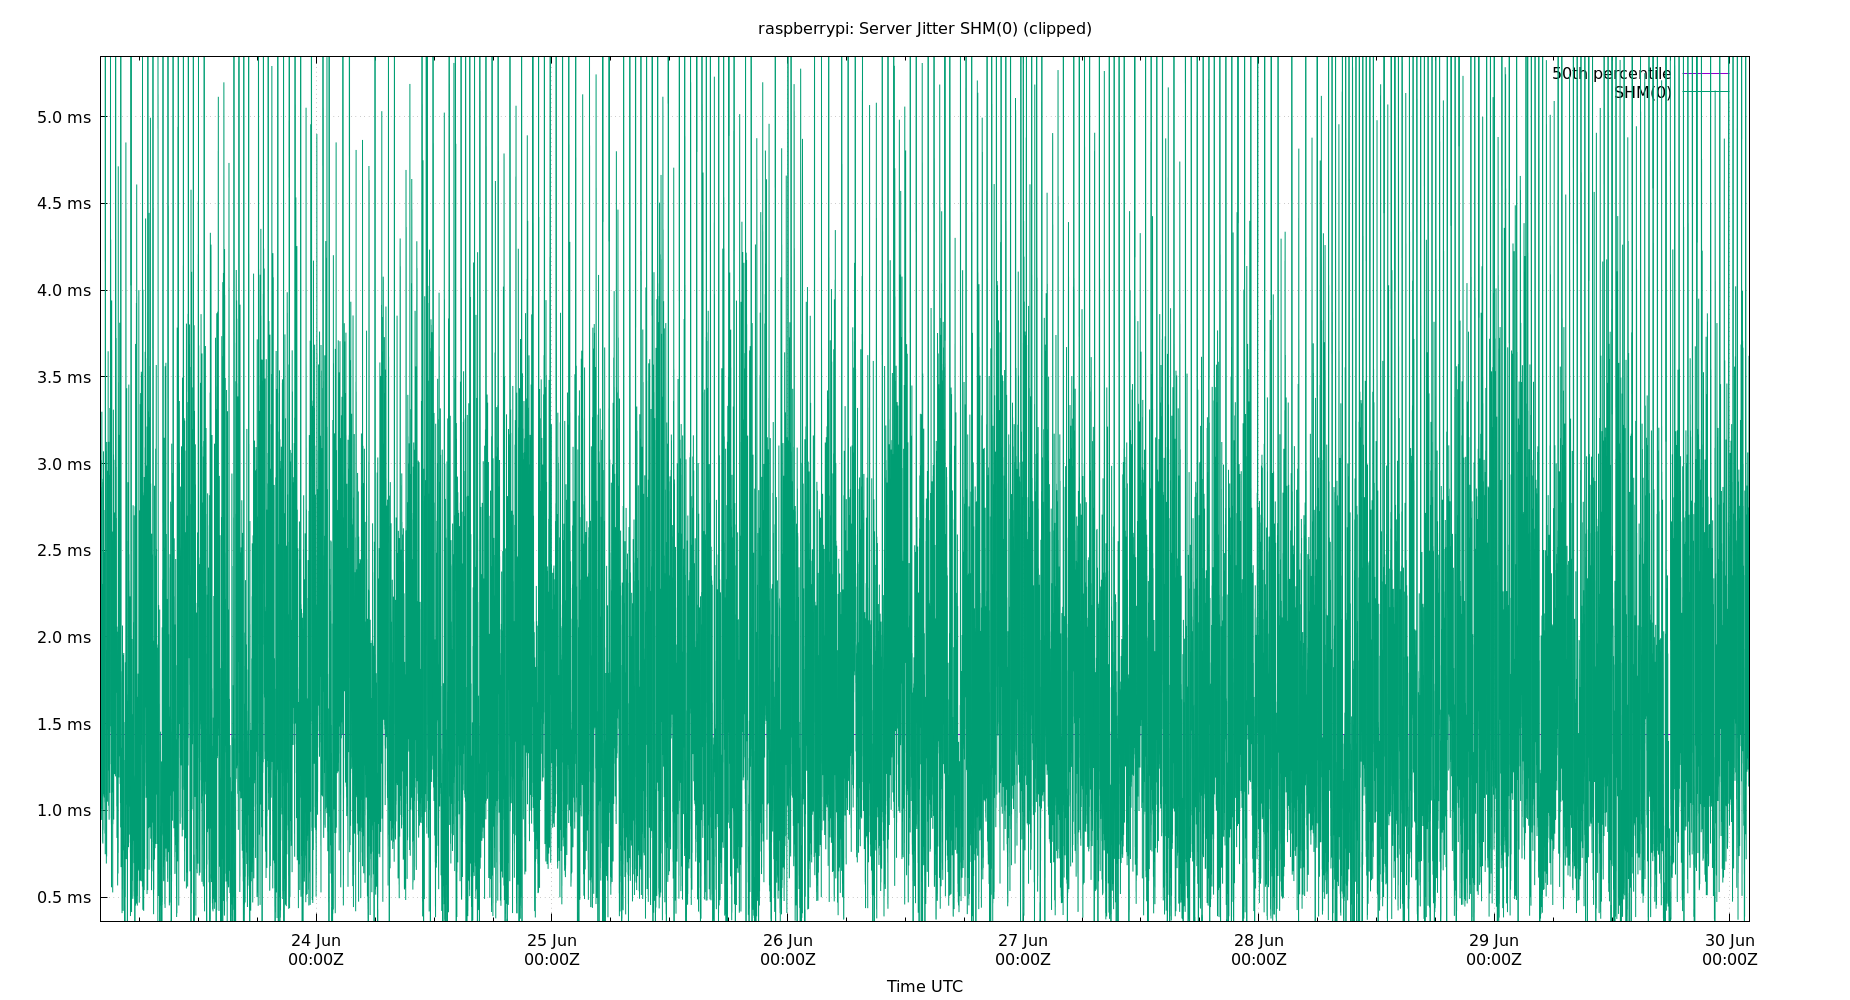 raspberrypi: Server Jitter SHM(0) (clipped)
50th percentile
SHM(0)
5.0 ms
4.5 ms
4.0 ms
3.5 ms
3.0 ms
2.5 ms
2.0 ms
1.5 ms
1.0 ms
0.5 ms
24 Jun 25 Jun 26 Jun 27 Jun 28 Jun 29 Jun 30 Jun
00:00Z 00:00Z 00:00Z 00:00Z 00:00Z 00:00Z 00:00Z
Time UTC